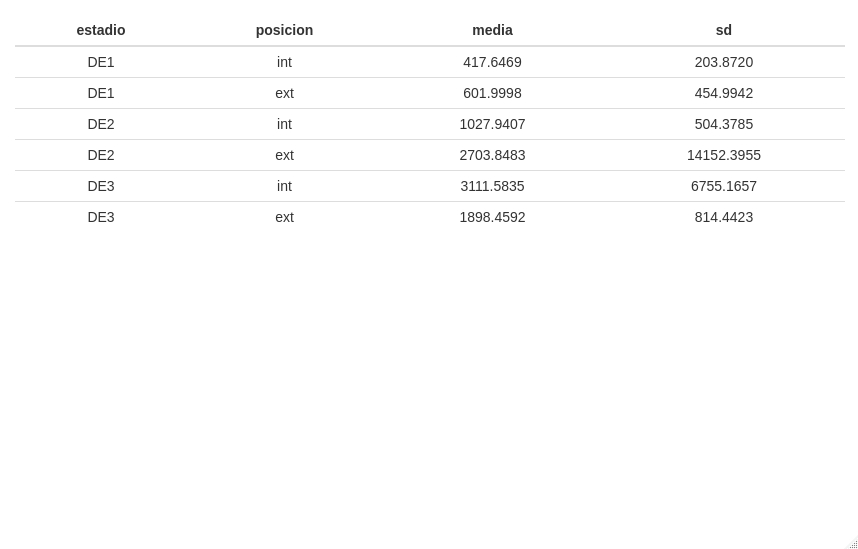 estadio posicion media sd
DE1 int 417.6469 203.8720
DE1 ext 601.9998 454.9942
DE2 int 1027.9407 504.3785
DE2 ext 2703.8483 14152.3955
DE3 int 3111.5835 6755.1657
DE3 ext 1898.4592 814.4423